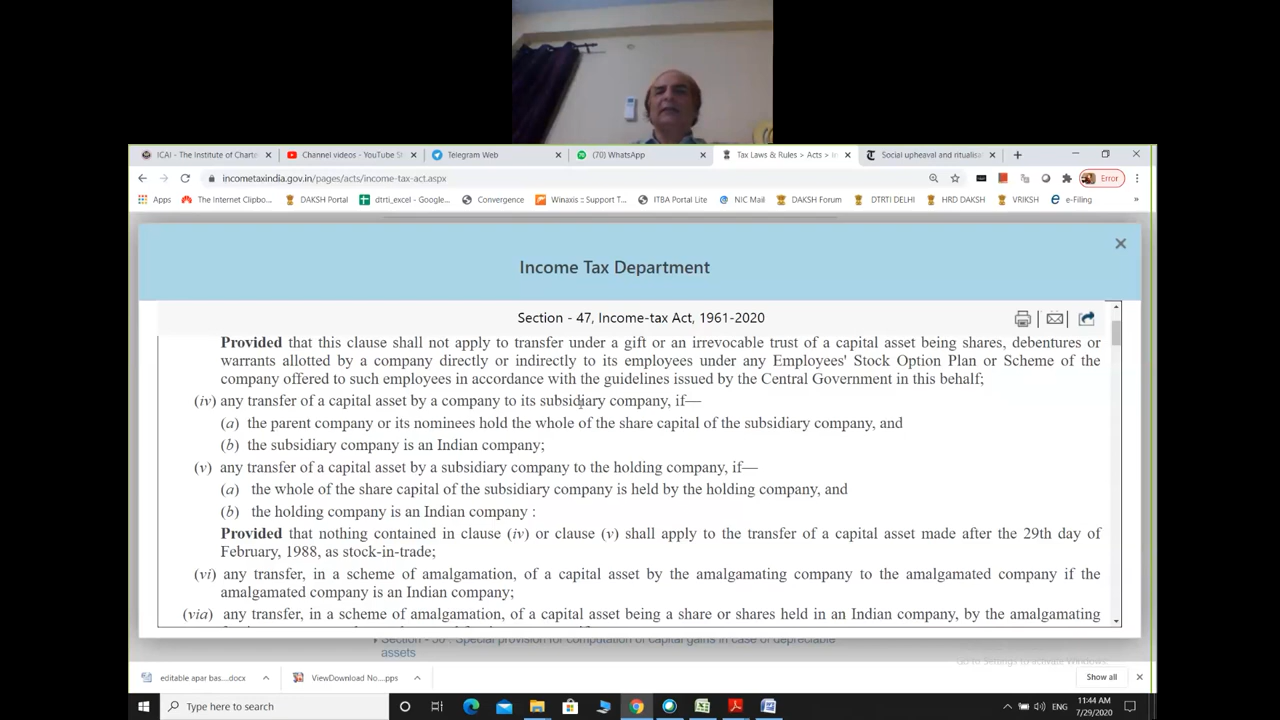 ICAI - The Institute of Charte
Channel videos - YouTube S
Telegram Web
(70) WhatsApp
Tax Laws & Rules > Acts > I
Social upheaval and ritualis
incometaxindia.gov.in/pages/acts/income-tax-act.aspx
Error
Apps
The Internet Clipbo...
DAKSH Portal
dtrti_excel - Google...
Convergence
Winaxis :: Support T...
ITBA Portal Lite
NIC Mail
DAKSH Forum
DTRTI DELHI
HRD DAKSH
VRIKSH
e-Filing
»
Income Tax Department
Section - 47, Income-tax Act, 1961-2020
Provided that this clause shall not apply to transfer under a gift or an irrevocable trust of a capital asset being shares, debentures or
warrants allotted by a company directly or indirectly to its employees under any Employees' Stock Option Plan or Scheme of the
company offered to such employees in accordance with the guidelines issued by the Central Government in this behalf;
(iv) any transfer of a capital asset by a company to its subsidiary company, if—
(a) the parent company or its nominees hold the whole of the share capital of the subsidiary company, and
(b) the subsidiary company is an Indian company;
(v) any transfer of a capital asset by a subsidiary company to the holding company, if—
(a) the whole of the share capital of the subsidiary company is held by the holding company, and
(b) the holding company is an Indian company :
Provided that nothing contained in clause (iv) or clause (v) shall apply to the transfer of a capital asset made after the 29th day of
February, 1988, as stock-in-trade;
(vi) any transfer, in a scheme of amalgamation, of a capital asset by the amalgamating company to the amalgamated company if the
amalgamated company is an Indian company;
(via) any transfer, in a scheme of amalgamation, of a capital asset being a share or shares held in an Indian company, by the amalgamating
Section - 50 : Special provision for computation of capital gains in case of depreciable
assets
Go to Settings to activate Windows.
editable apar bas....docx
ViewDownload No....pps
Show all
Type here to search
ENG
11:44 AM
7/29/2020